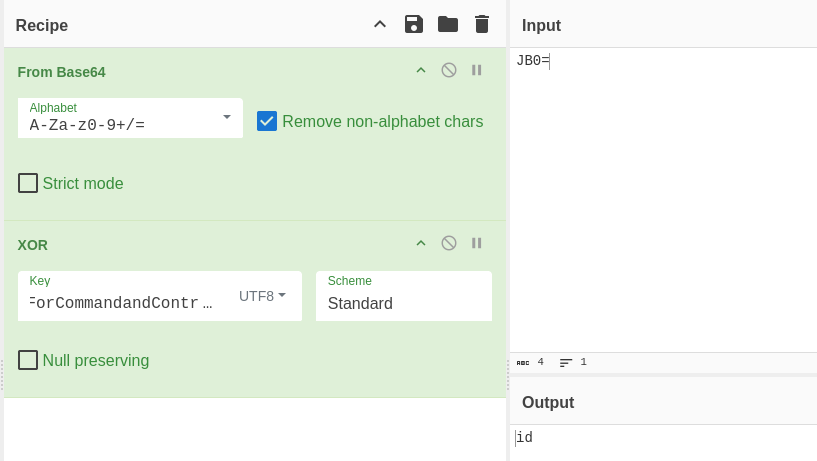 Recipe
From Base64
Alphabet
A-Za-z0-9+/=
Remove non-alphabet chars
Strict mode
XOR
Key
ForCommandandContr…
UTF8
Scheme
Standard
Null preserving
Input
JB0=
ABC 4
1
Output
id